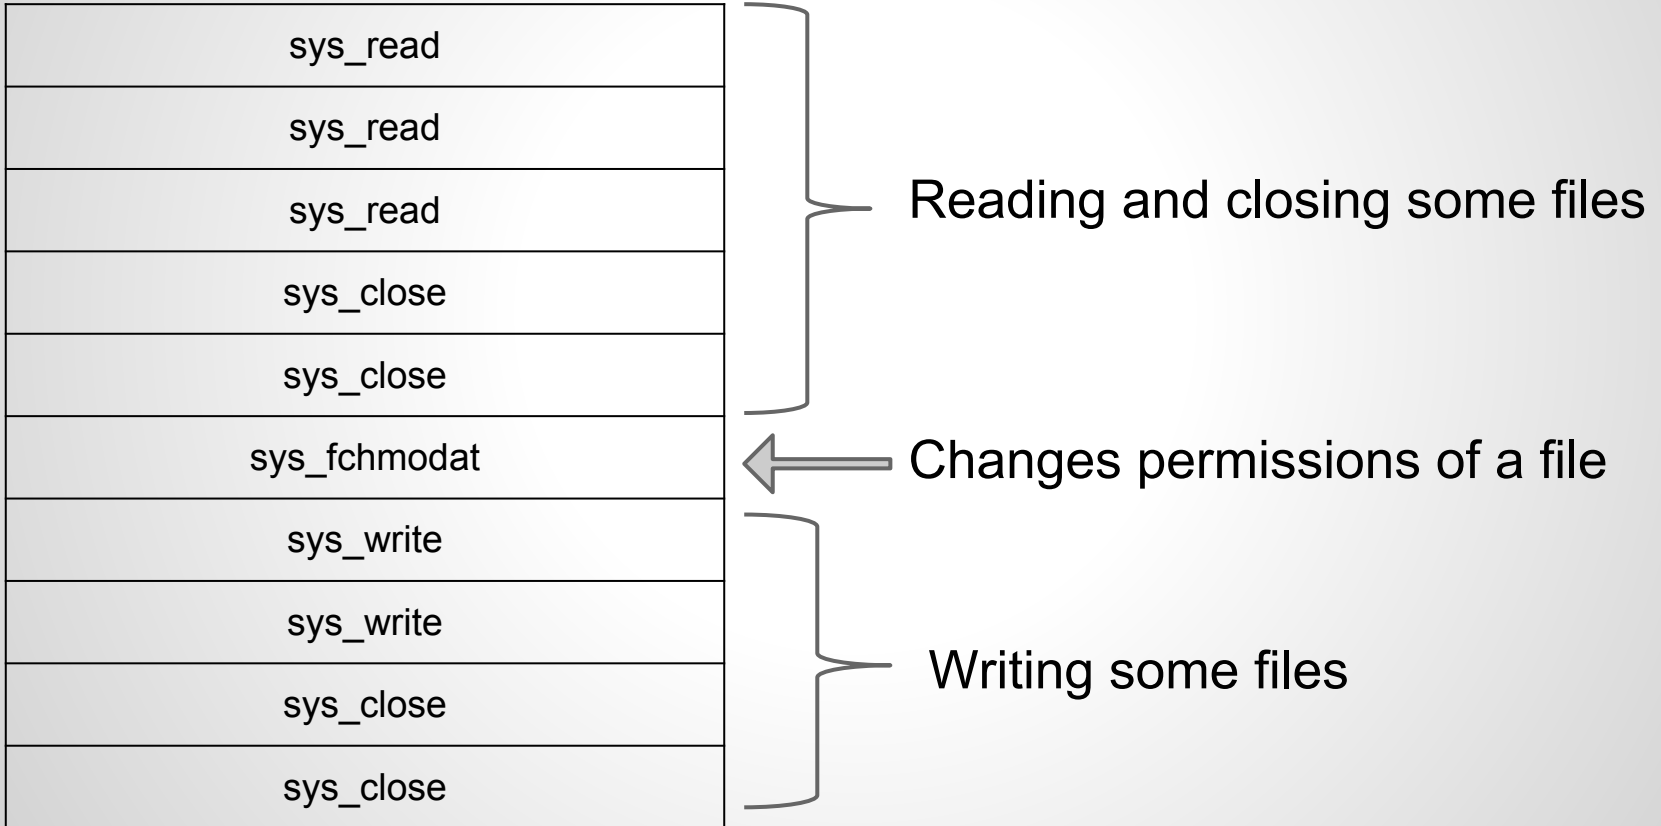 sys_read
sys_read
sys_read
sys_close
sys_close
sys_fchmodat
sys_write
sys_write
sys_close
sys_close
Reading and closing some files
Changes permissions of a file
Writing some files